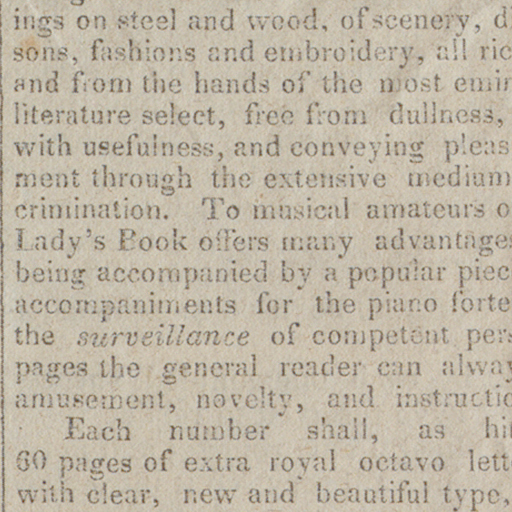 ings on steel and wood, of scenery, d
sons, fashions and embroidery, all ric
and from the hands of the most emin
literature select, free from dullness,
with usefulness, and conveying pleas
ment through the extensive medium
crimination. To musical amateurs o
Lady's Book offers many advantages
being accompanied by a popular piec
accompaniments for the piano forte
the surveillance of competent pers
pages the general reader can alway
amusement, novelty, and instructio
Each number shall, as hi
60 pages of extra royal octavo lett
with clear, new and beautiful type,